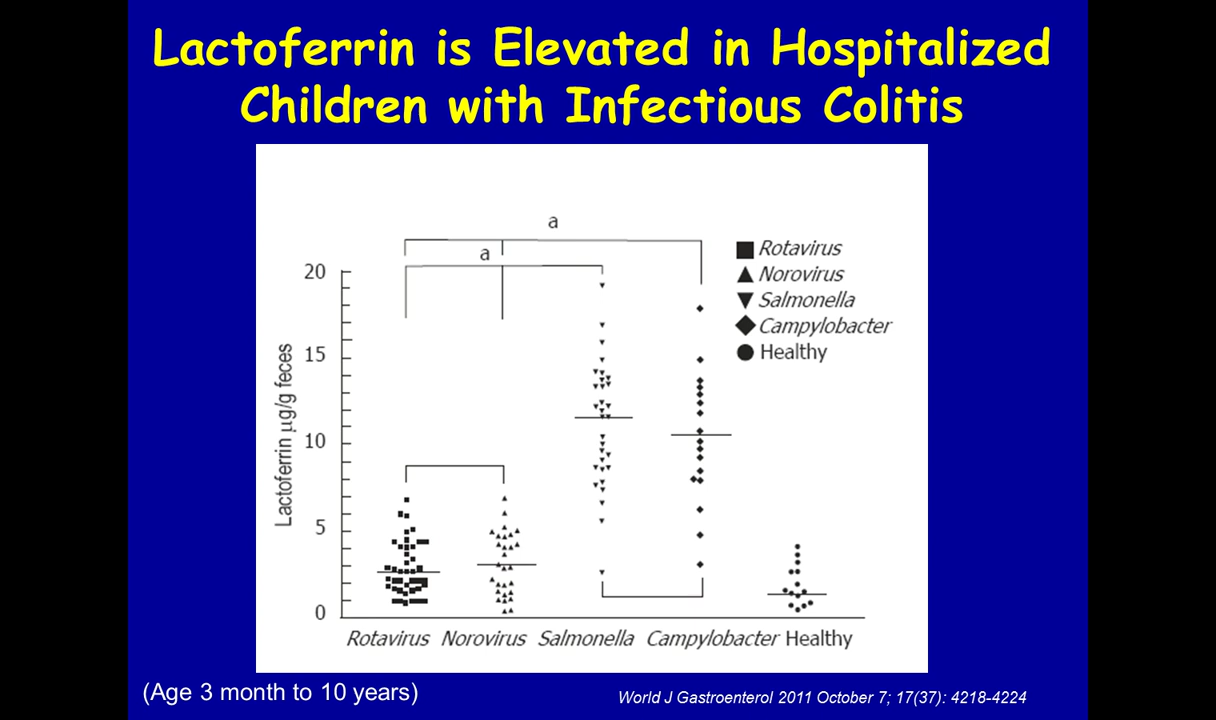 Lactoferrin is Elevated in Hospitalized
Children with Infectious Colitis
a
a
Rotavirus
Norovirus
Salmonella
Campylobacter
Healthy
Lactoferrin µg/g feces
20
15
10
5
0
Rotavirus Norovirus Salmonella Campylobacter Healthy
(Age 3 month to 10 years)
World J Gastroenterol 2011 October 7; 17(37): 4218-4224